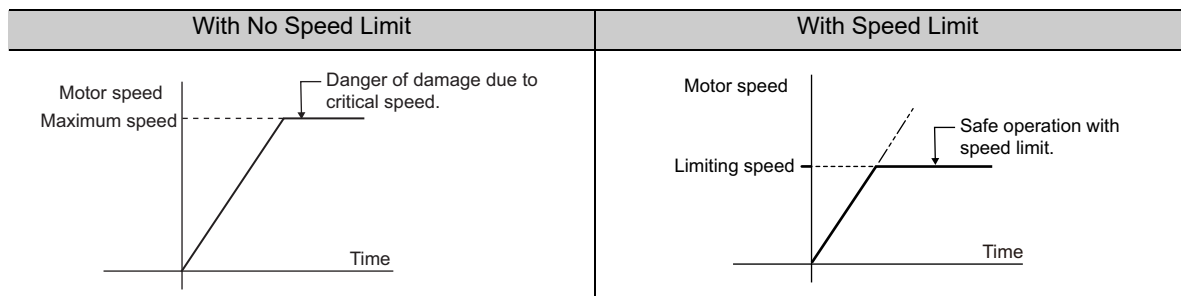 With No Speed Limit
With Speed Limit
Motor speed
Maximum speed
Danger of damage due to
critical speed.
Time
Motor speed
Limiting speed
Safe operation with
speed limit.
Time